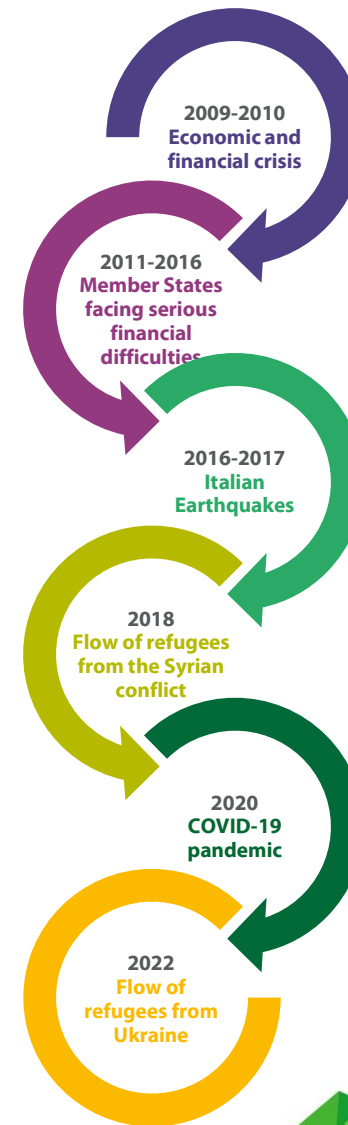 2009-2010
Economic and
financial crisis
2011-2016
Member States
facing serious
financial
difficulties
2016-2017
Italian
Earthquakes
2018
Flow of refugees
from the Syrian
conflict
2020
COVID-19
pandemic
2022
Flow of
refugees from
Ukraine